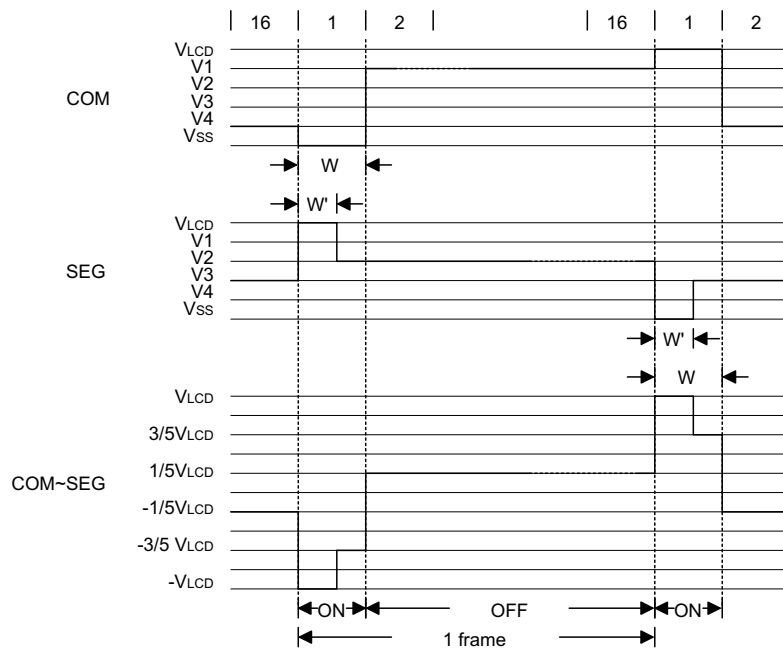 16 1 2 16 1 2
VLCD
V1
V2
COM
V3
V4
VSS
W
W'
VLCD
V1
V2
SEG
V3
V4
VSS
W'
W
VLCD
3/5VLCD
1/5VLCD
COM~SEG
-1/5VLCD
-3/5 VLCD
-VLCD
ON OFF ON
1 frame